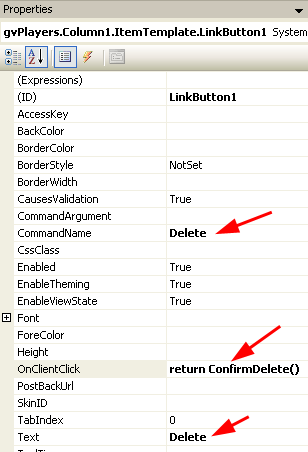 Properties
gvPlayers.Column1.ItemTemplate.LinkButton1 System
(Expressions)
(ID) LinkButton1
AccessKey
BackColor
BorderColor
BorderStyle NotSet
BorderWidth
CausesValidation True
CommandArgument
CommandName Delete
CssClass
Enabled True
EnableTheming True
EnableViewState True
Font
ForeColor
Height
OnClientClick return ConfirmDelete()
PostBackUrl
SkinID
TabIndex 0
Text Delete